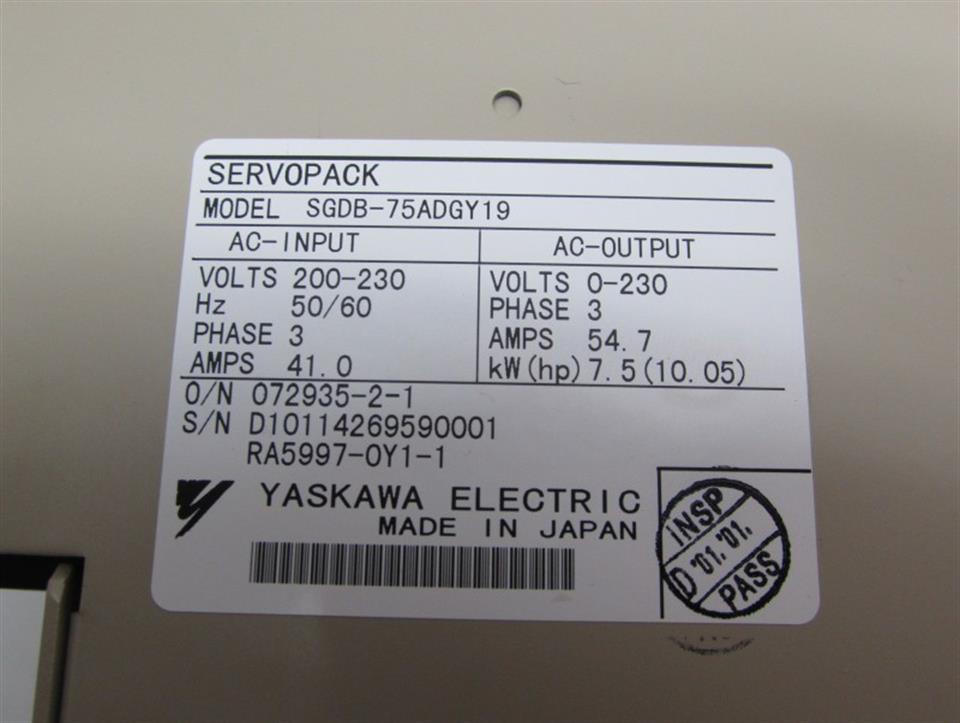 SERVOPACK
MODEL SGDB-75ADGY19
AC-INPUT
VOLTS 200-230
Hz 50/60
PHASE 3
AMPS 41.0
AC-OUTPUT
VOLTS 0-230
PHASE 3
AMPS 54.7
kW(hp) 7.5(10.05)
O/N 072935-2-1
S/N D10114269590001
RA5997-0Y1-1
YASKAWA ELECTRIC
MADE IN JAPAN
INSP
D '01.'01.
PASS